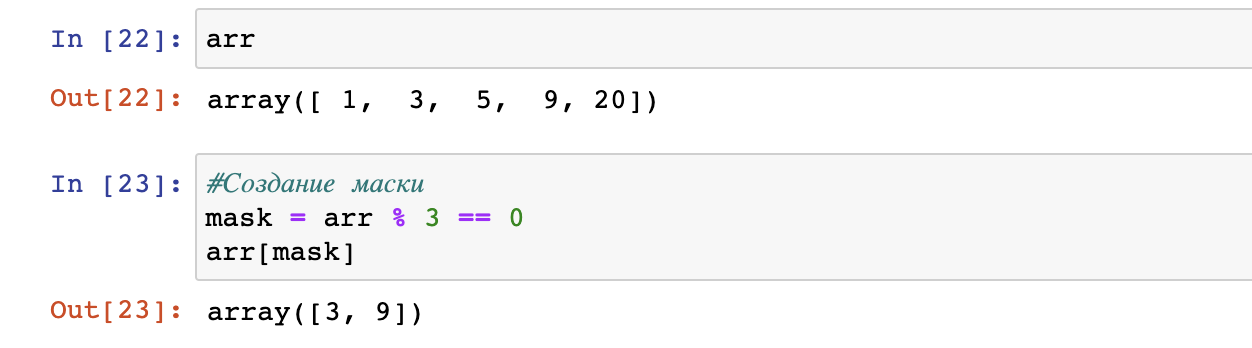 In [22]: arr
Out[22]: array([ 1,  3,  5,  9, 20])
In [23]: #Создание маски
mask = arr % 3 == 0
arr[mask]
Out[23]: array([3, 9])